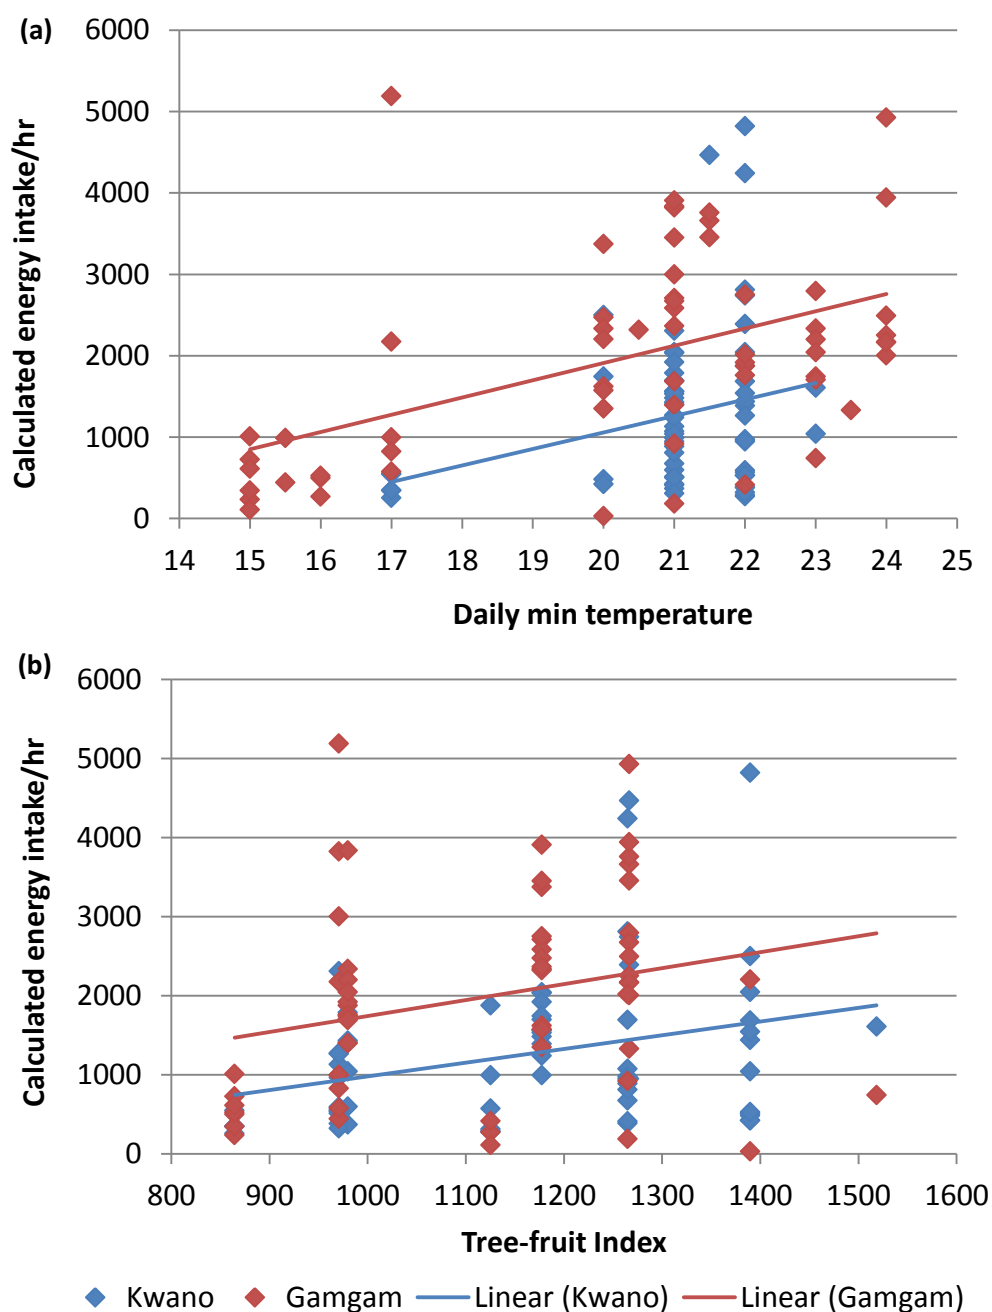 (a)
Calculated energy intake/hr
6000
5000
4000
3000
2000
1000
0
14 15 16 17 18 19 20 21 22 23 24 25
Daily min temperature
(b)
Calculated energy intake/hr
6000
5000
4000
3000
2000
1000
0
800 900 1000 1100 1200 1300 1400 1500 1600
Tree-fruit Index
Kwano Gamgam Linear (Kwano) Linear (Gamgam)